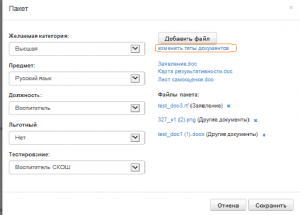 Пакет
Желаемая категория:
Высшая
Предмет:
Русский язык
Должность:
Воспитатель
Льготный
Нет
Тестирование:
Воспитатель СКОШ
Добавить файл
изменить типы документов
Заявление.doc
Карта результативности.doc
Лист самооценки.doc
Файлы пакета:
test_doc3.rtf (Заявление)
327_v1 (2).png (Другие документы)
test_doc1 (1).docx (Другие документы)
Отмена
Сохранить